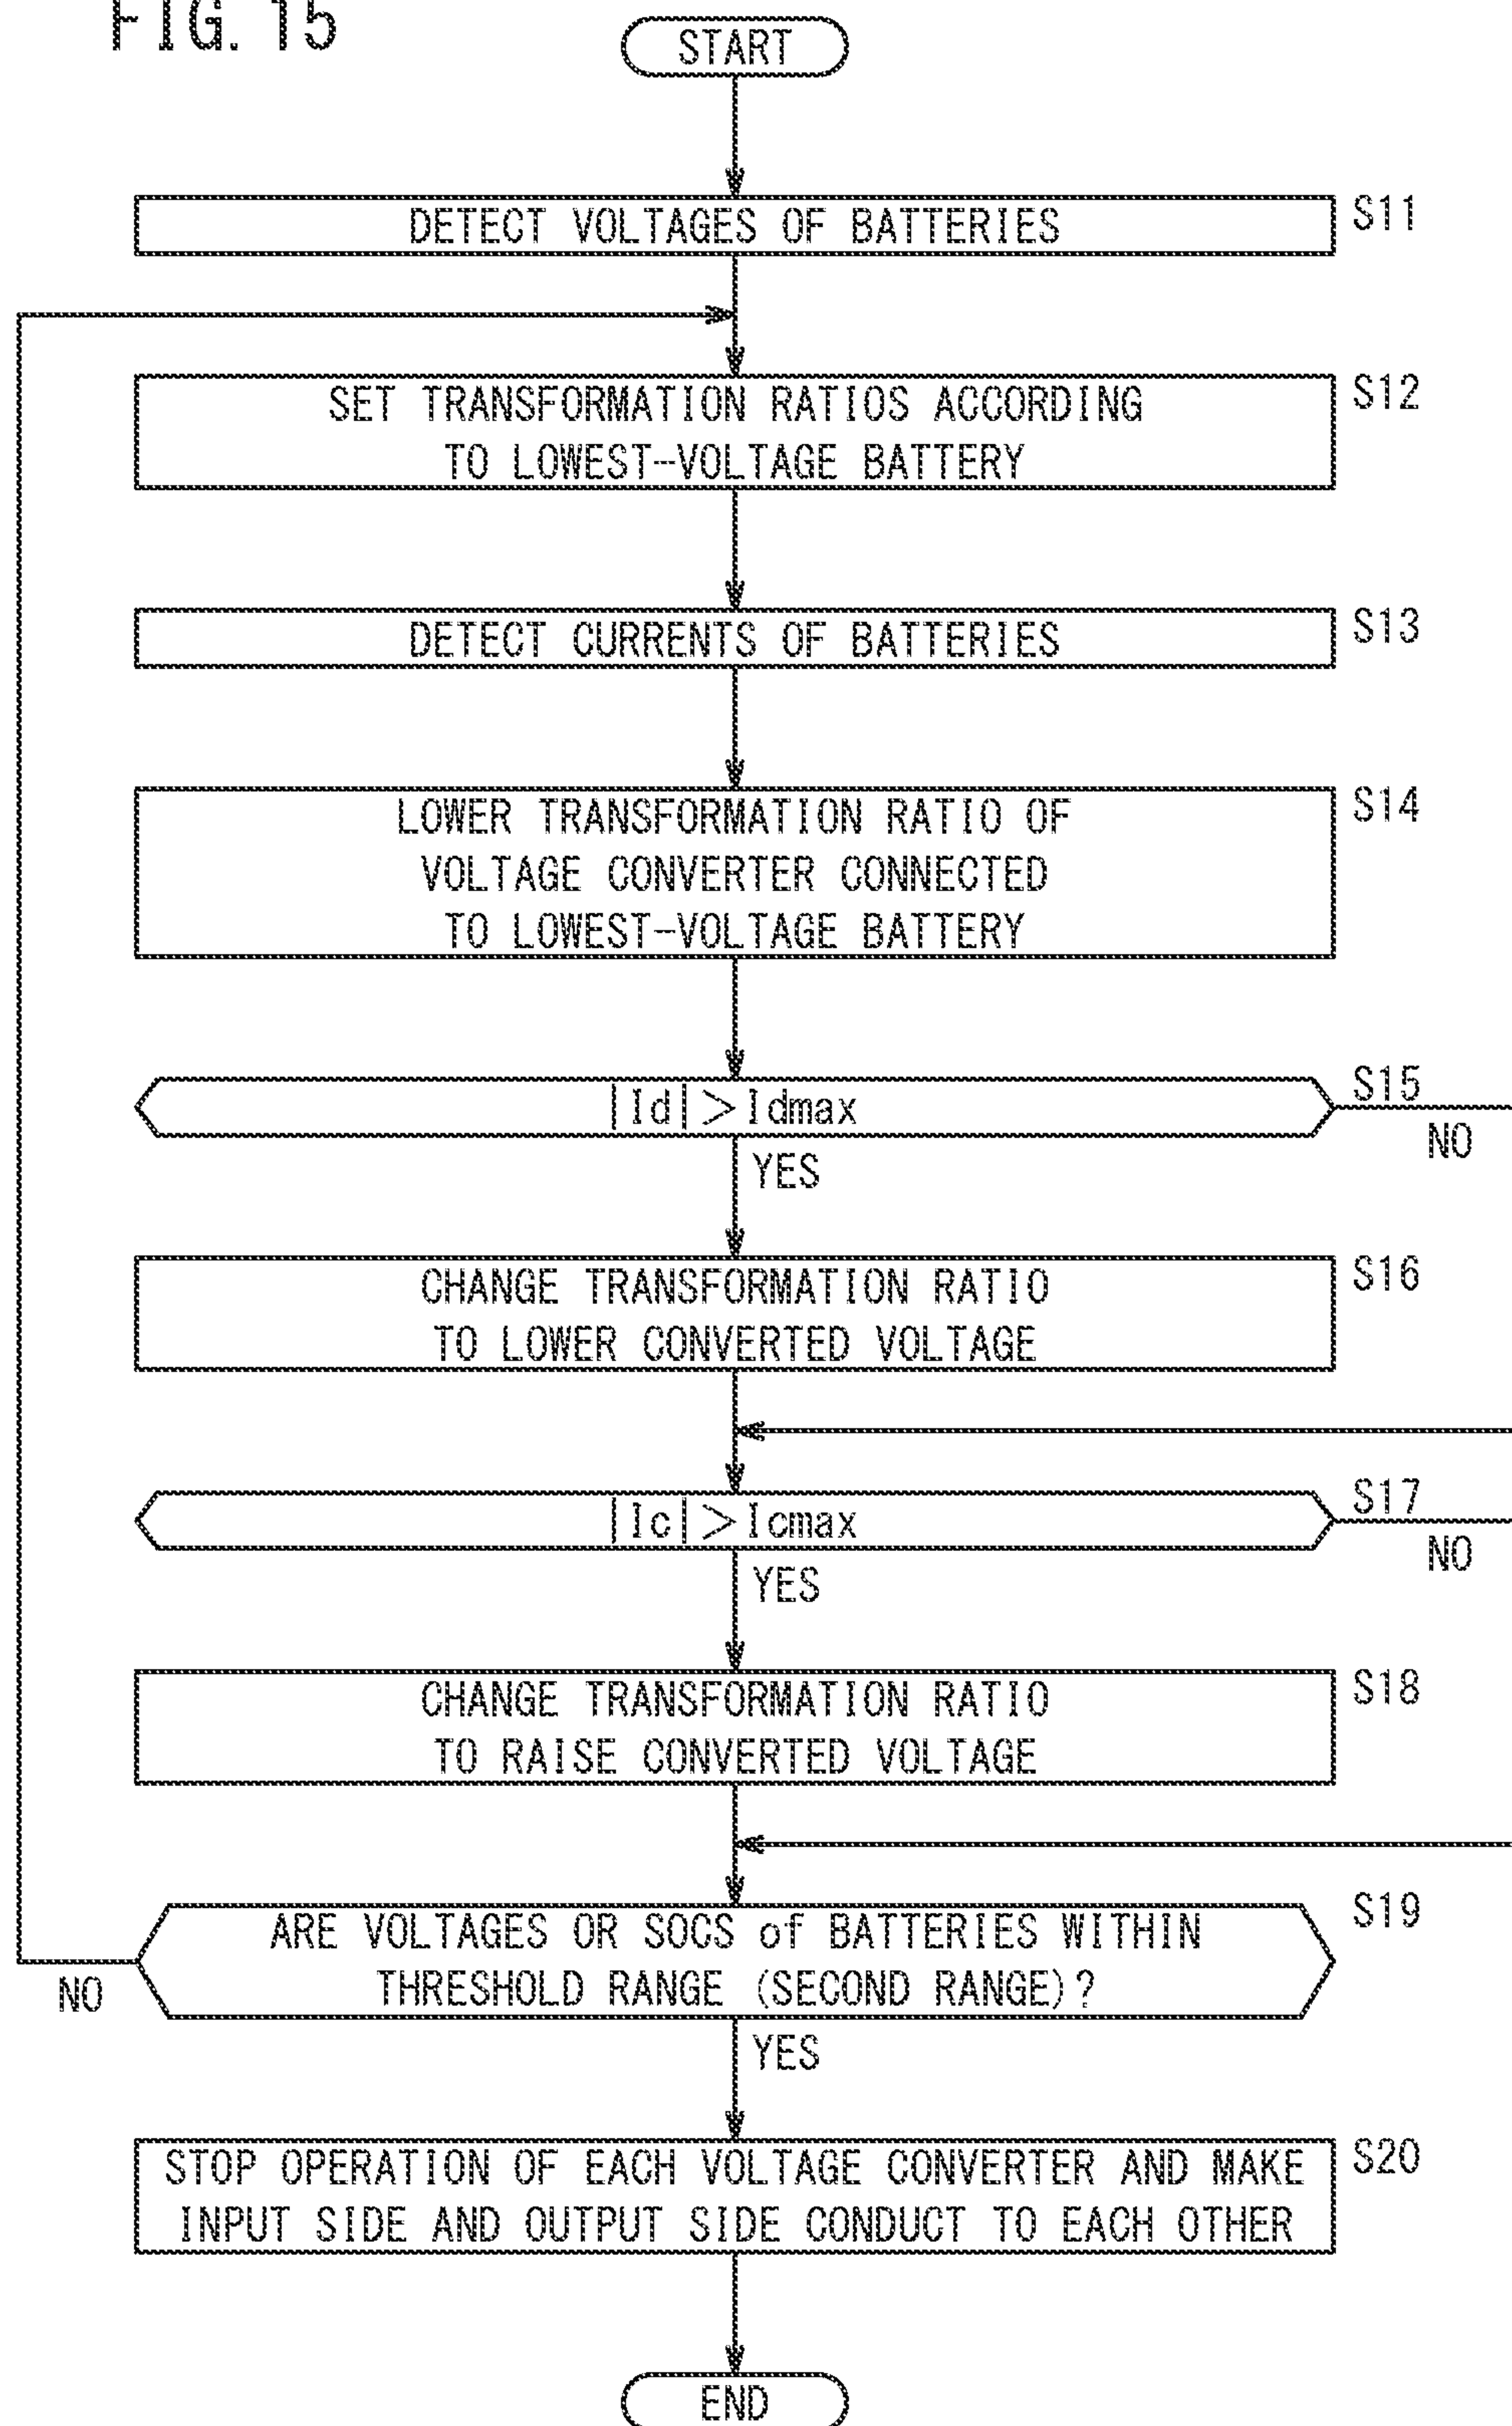 FIG. 15
START
DETECT VOLTAGES OF BATTERIES
S11
SET TRANSFORMATION RATIOS ACCORDING
TO LOWEST-VOLTAGE BATTERY
S12
DETECT CURRENTS OF BATTERIES
S13
LOWER TRANSFORMATION RATIO OF
VOLTAGE CONVERTER CONNECTED
TO LOWEST-VOLTAGE BATTERY
S14
|Id|>Idmax
S15
NO
YES
CHANGE TRANSFORMATION RATIO
TO LOWER CONVERTED VOLTAGE
S16
|Ic|>Icmax
S17
NO
YES
CHANGE TRANSFORMATION RATIO
TO RAISE CONVERTED VOLTAGE
S18
ARE VOLTAGES OR SOCS of BATTERIES WITHIN
THRESHOLD RANGE (SECOND RANGE)?
S19
NO
YES
STOP OPERATION OF EACH VOLTAGE CONVERTER AND MAKE
INPUT SIDE AND OUTPUT SIDE CONDUCT TO EACH OTHER
S20
END